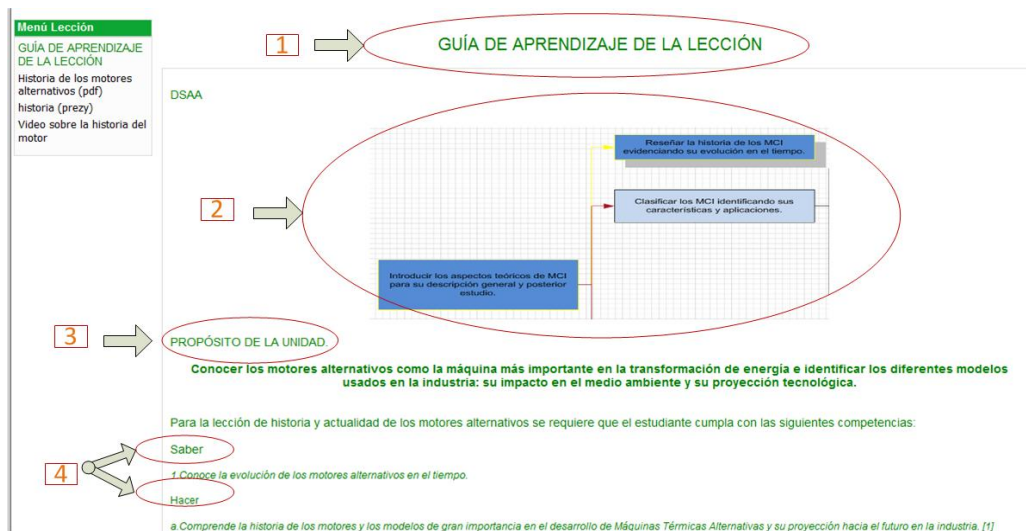 Menú Lección
GUÍA DE APRENDIZAJE
DE LA LECCIÓN
Historia de los motores
alternativos (pdf)
historia (prezy)
Video sobre la historia del
motor
1
GUÍA DE APRENDIZAJE DE LA LECCIÓN
DSAA
Reseñar la historia de los MCI
evidenciando su evolución en el tiempo.
2
Clasificar los MCI identificando sus
características y aplicaciones.
Introducir los aspectos teóricos de MCI
para su descripción general y posterior
estudio.
3
PROPÓSITO DE LA UNIDAD.
Conocer los motores alternativos como la máquina más importante en la transformación de energía e identificar los diferentes modelos
usados en la industria: su impacto en el medio ambiente y su proyección tecnológica.
Para la lección de historia y actualidad de los motores alternativos se requiere que el estudiante cumpla con las siguientes competencias:
Saber
4
1.Conoce la evolución de los motores alternativos en el tiempo.
Hacer
a.Comprende la historia de los motores y los modelos de gran importancia en el desarrollo de Máquinas Térmicas Alternativas y su proyección hacia el futuro en la industria. [1]